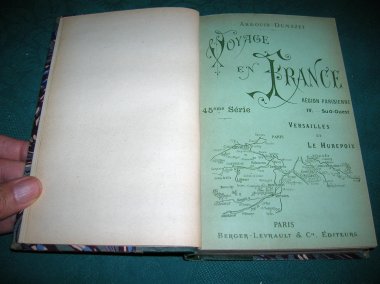 ARDOUIN-DUMAZET
VOYAGE
EN FRANCE
RÉGION PARISIENNE
IV. SUD-OUEST
45ème Série
VERSAILLES
ET
LE HUREPOIX
PARIS
PARIS
BERGER-LEVRAULT & Cie, ÉDITEURS